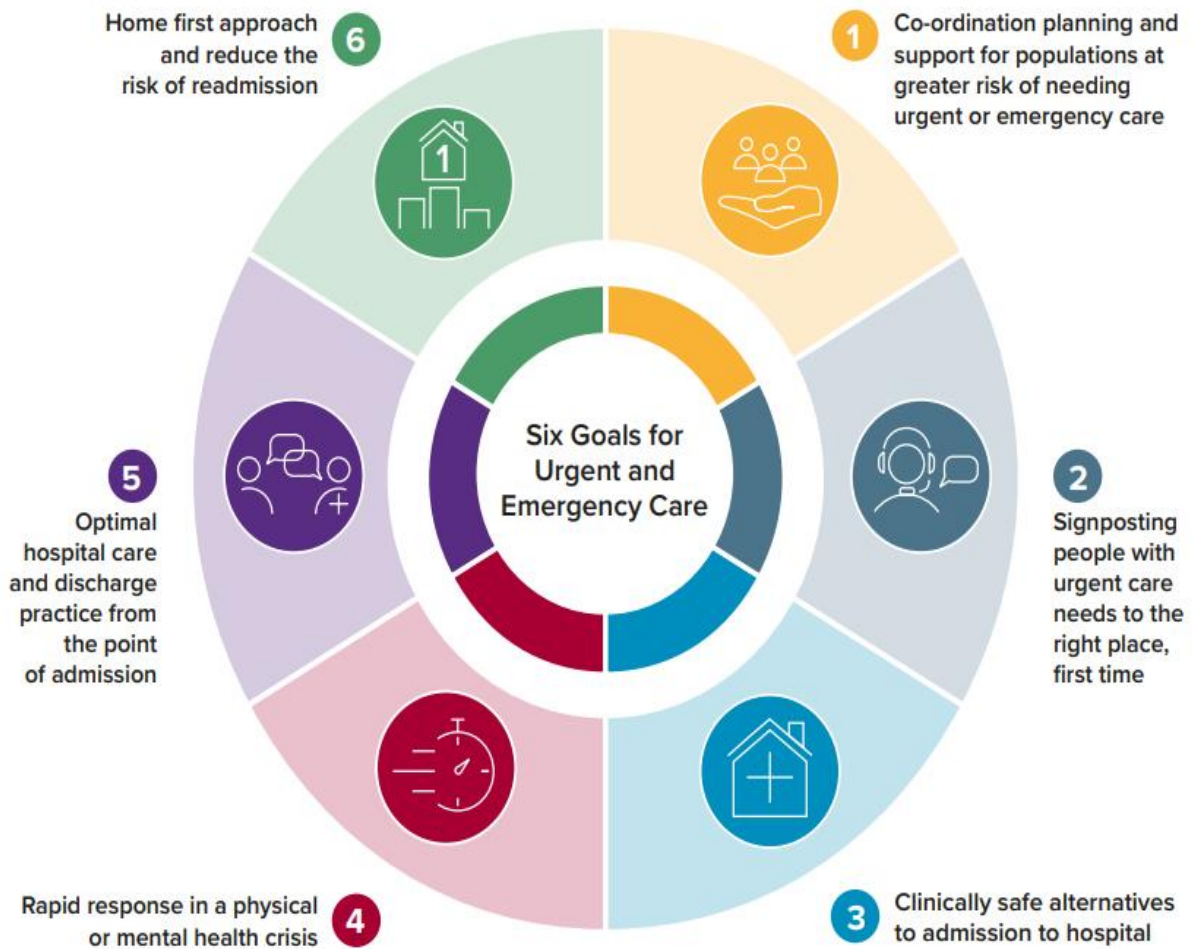 Six Goals for
Urgent and
Emergency Care
1
Co-ordination planning and
support for populations at
greater risk of needing
urgent or emergency care
2
Signposting
people with
urgent care
needs to the
right place,
first time
3
Clinically safe alternatives
to admission to hospital
4
Rapid response in a physical
or mental health crisis
5
Optimal
hospital care
and discharge
practice from
the point
of admission
6
Home first approach
and reduce the
risk of readmission
1